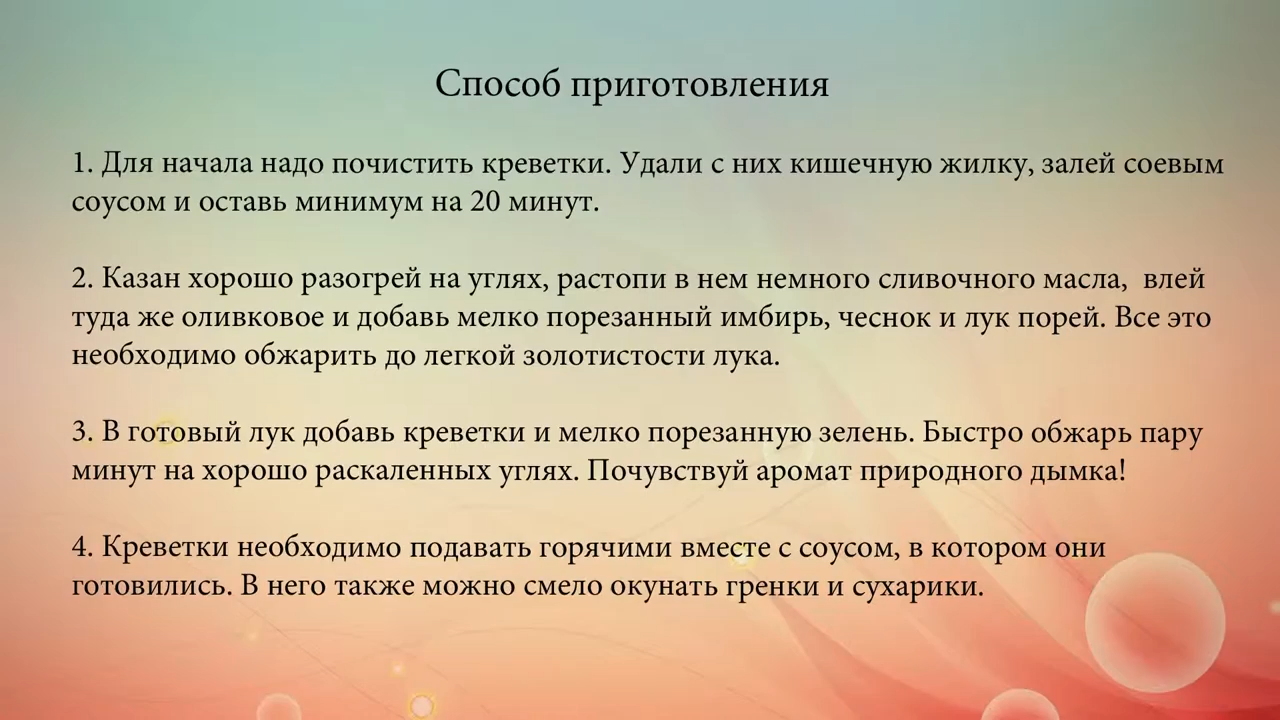 Способ приготовления
1. Для начала надо почистить креветки. Удали с них кишечную жилку, залей соевым
соусом и оставь минимум на 20 минут.
2. Казан хорошо разогрей на углях, растопи в нем немного сливочного масла,  влей
туда же оливковое и добавь мелко порезанный имбирь, чеснок и лук порей. Все это
необходимо обжарить до легкой золотистости лука.
3. В готовый лук добавь креветки и мелко порезанную зелень. Быстро обжарь пару
минут на хорошо раскаленных углях. Почувствуй аромат природного дымка!
4. Креветки необходимо подавать горячими вместе с соусом, в котором они
готовились. В него также можно смело окунать гренки и сухарики.